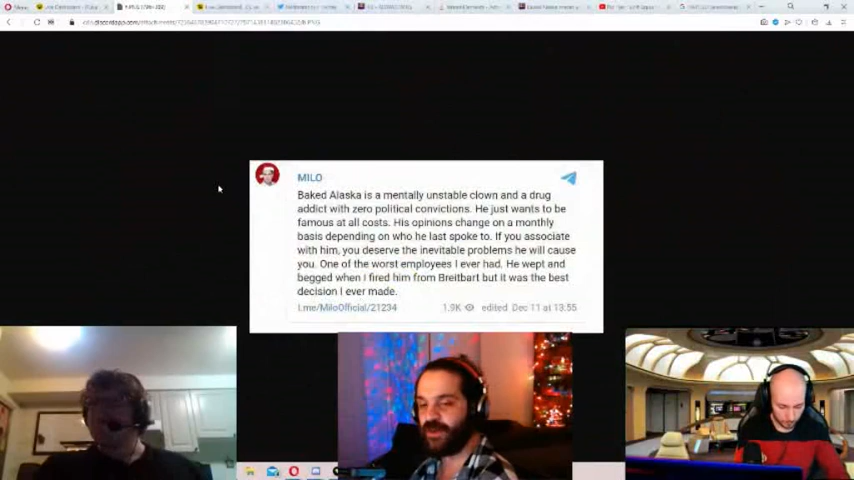 MILO
Baked Alaska is a mentally unstable clown and a drug
addict with zero political convictions. He just wants to be
famous at all costs. His opinions change on a monthly
basis depending on who he last spoke to. If you associate
with him, you deserve the inevitable problems he will cause
you. One of the worst employees I ever had. He wept and
begged when I fired him from Breitbart but it was the best
decision I ever made.
t.me/MiloOfficial/21234 1.9K edited Dec 11 at 13:55